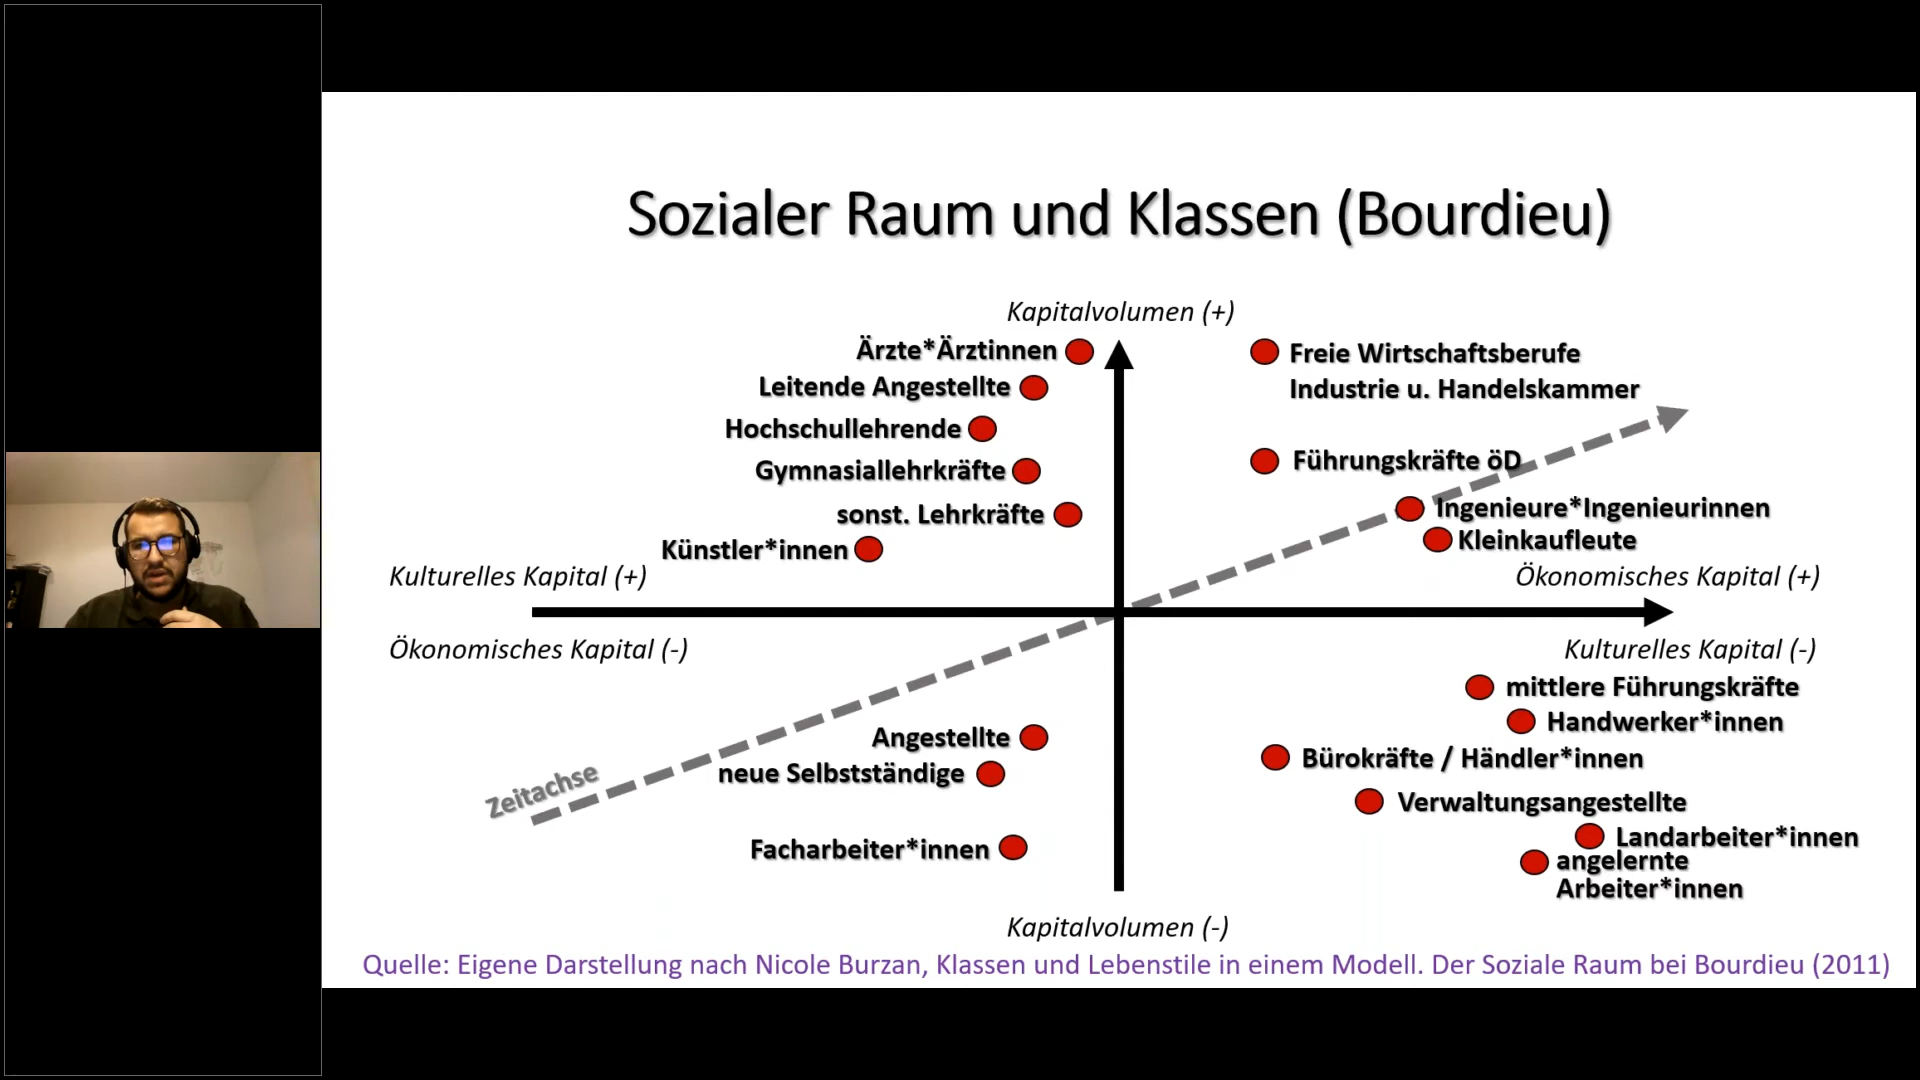 Sozialer Raum und Klassen (Bourdieu)
Kapitalvolumen (+)
Ärzte*Ärztinnen
Leitende Angestellte
Hochschullehrende
Gymnasiallehrkräfte
sonst. Lehrkräfte
Künstler*innen
Freie Wirtschaftsberufe
Industrie u. Handelskammer
Führungskräfte öD
Ingenieure*Ingenieurinnen
Kleinkaufleute
Kulturelles Kapital (+)
Ökonomisches Kapital (+)
Ökonomisches Kapital (-)
Kulturelles Kapital (-)
Zeitachse
Angestellte
neue Selbstständige
Facharbeiter*innen
mittlere Führungskräfte
Handwerker*innen
Bürokräfte / Händler*innen
Verwaltungsangestellte
Landarbeiter*innen
angelernte
Arbeiter*innen
Kapitalvolumen (-)
Quelle: Eigene Darstellung nach Nicole Burzan, Klassen und Lebenstile in einem Modell. Der Soziale Raum bei Bourdieu (2011)